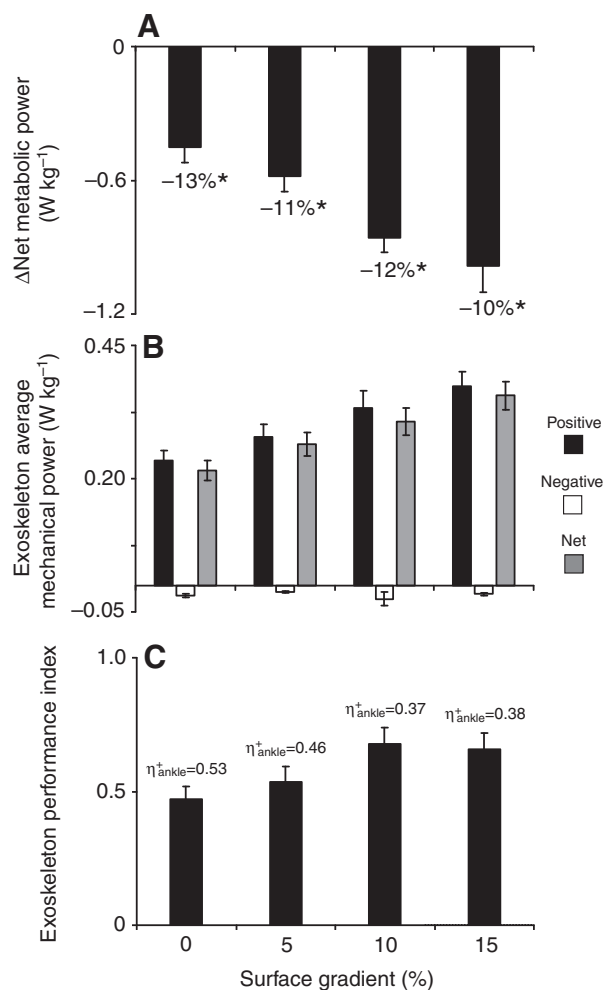 A
0
−0.6
−1.2
ΔNet metabolic power
(W kg⁻¹)
−13%*
−11%*
−12%*
−10%*
B
0.45
0.20
−0.05
Exoskeleton average
mechanical power (W kg⁻¹)
Positive
Negative
Net
C
1.0
0.5
0
Exoskeleton performance index
η⁺ankle=0.53
η⁺ankle=0.46
η⁺ankle=0.37
η⁺ankle=0.38
0 5 10 15
Surface gradient (%)